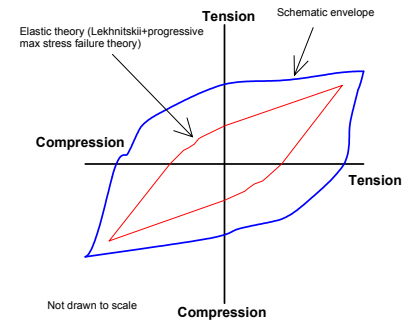 Schematic envelope
Tension
Elastic theory (Lekhnitskii+progressive
max stress failure theory)
Compression
Tension
Not drawn to scale
Compression